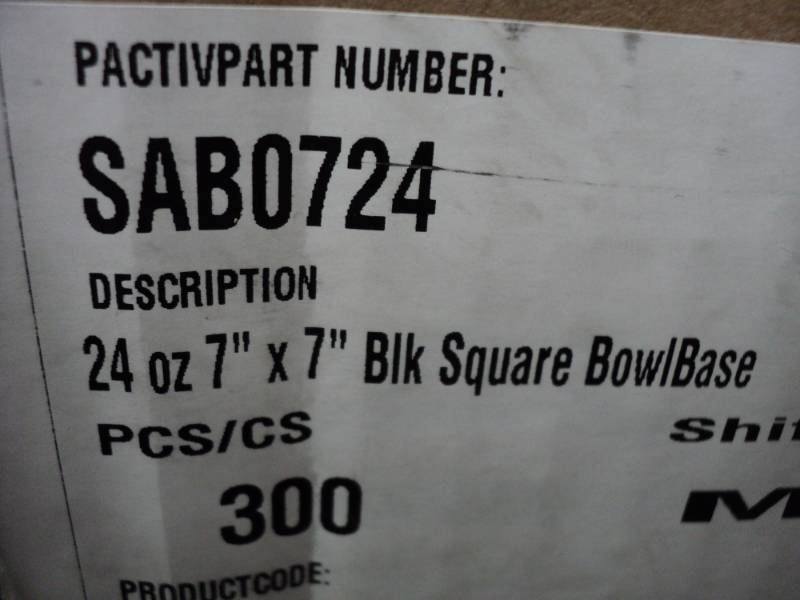 PACTIVPART NUMBER:
SAB0724
DESCRIPTION
24 oz 7" x 7" Blk Square BowlBase
PCS/CS
300
PRODUCTCODE: